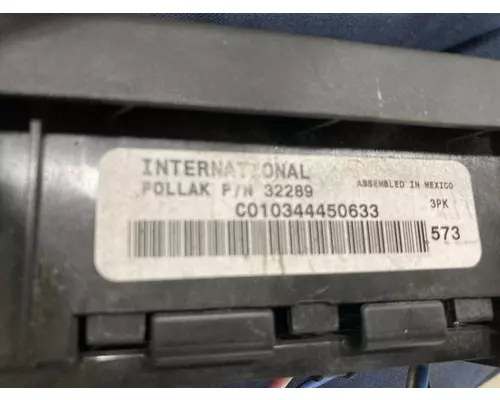 INTERNATIONAL
POLLAK P/N 32289 ASSEMBLED IN MEXICO
C010344450633 3PK
573